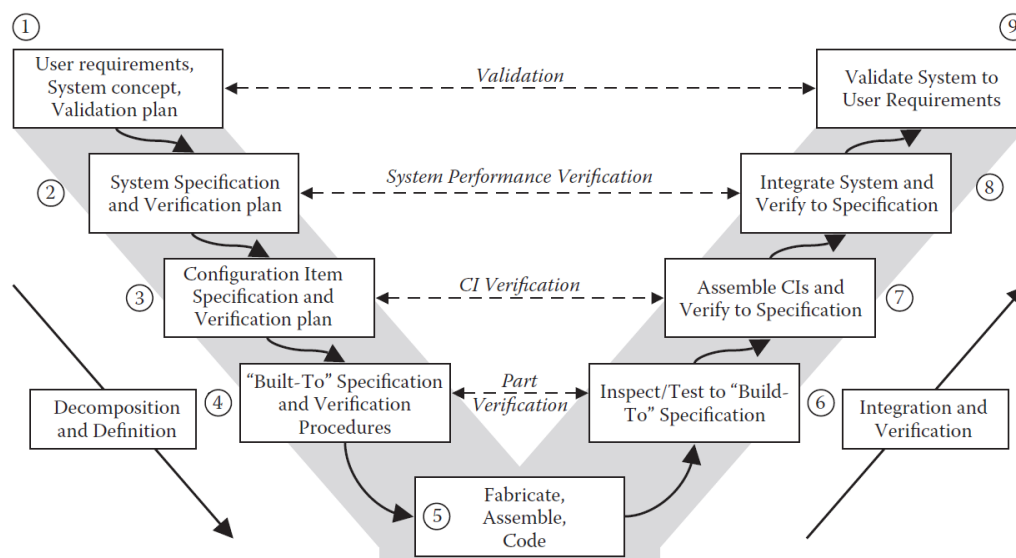 ①
User requirements,
System concept,
Validation plan
Validation
⑨
Validate System to
User Requirements
②
System Specification
and Verification plan
System Performance Verification
Integrate System and
Verify to Specification
⑧
③
Configuration Item
Specification and
Verification plan
CI Verification
Assemble CIs and
Verify to Specification
⑦
Decomposition
and Definition
④
“Built-To” Specification
and Verification
Procedures
Part
Verification
Inspect/Test to “Build-
To” Specification
⑥
Integration and
Verification
⑤
Fabricate,
Assemble,
Code